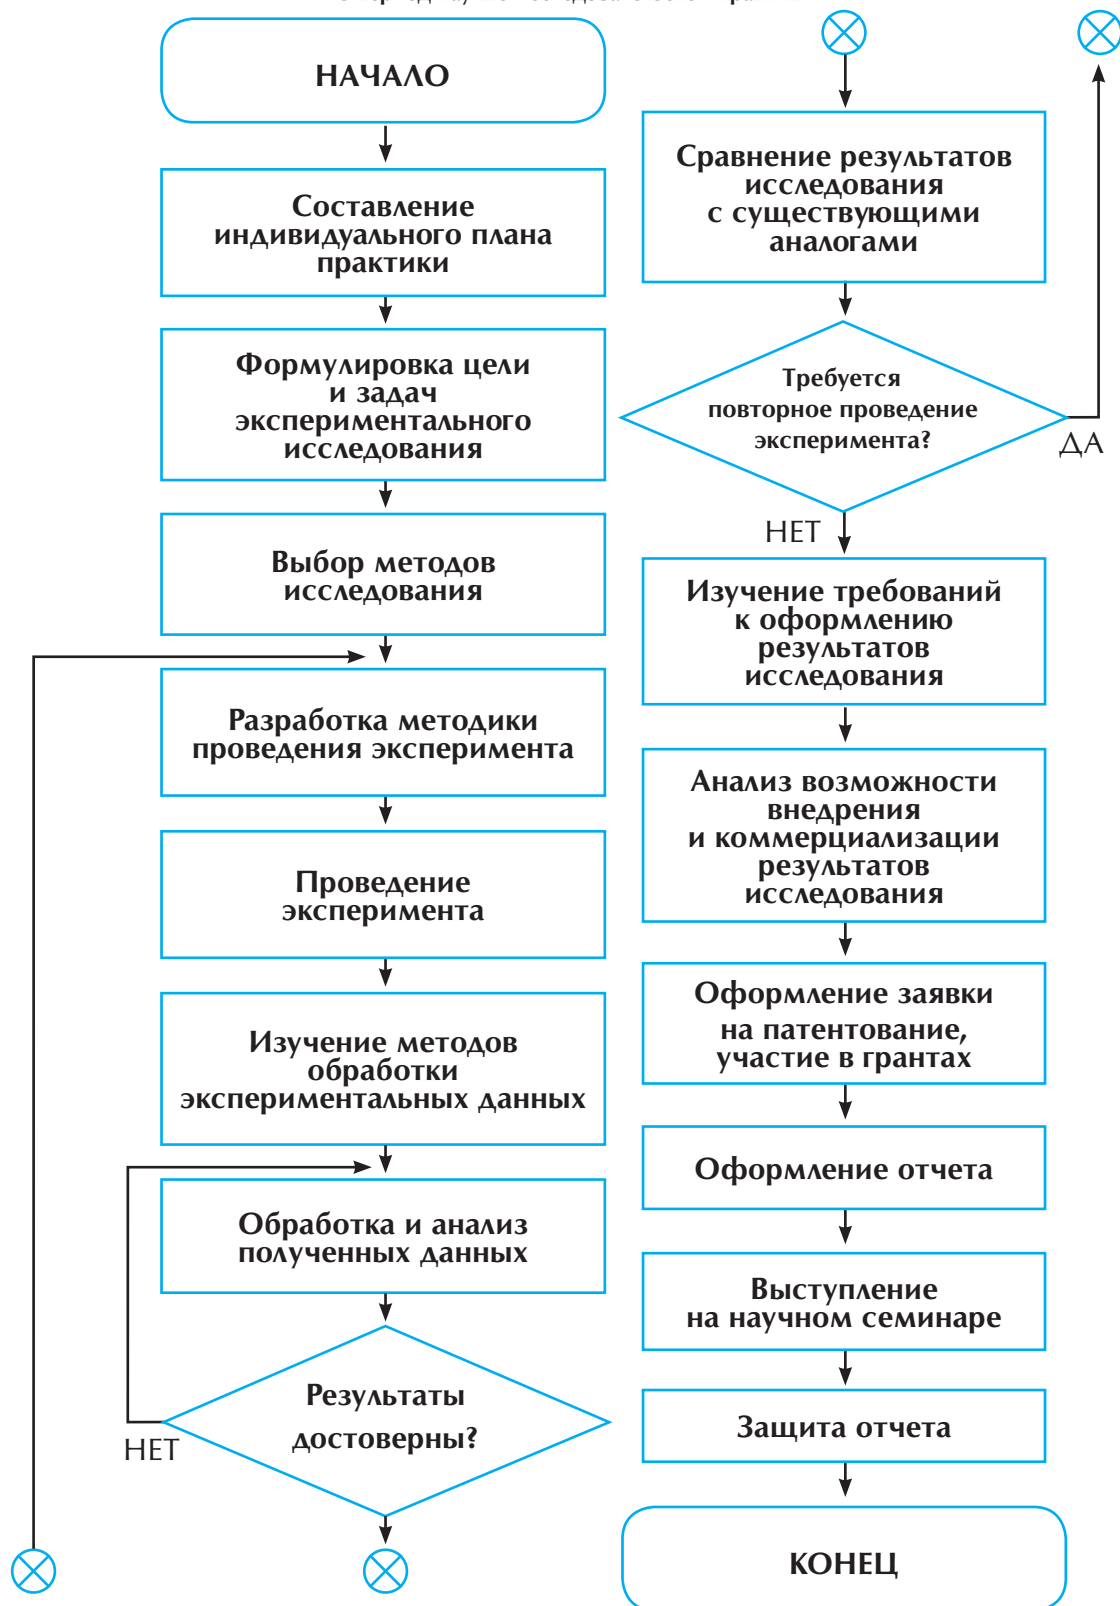 НАЧАЛО
Составление
индивидуального плана
практики
Формулировка цели
и задач
экспериментального
исследования
Выбор методов
исследования
Разработка методики
проведения эксперимента
Проведение
эксперимента
Изучение методов
обработки
экспериментальных данных
Обработка и анализ
полученных данных
Результаты
достоверны?
НЕТ
Сравнение результатов
исследования
с существующими
аналогами
Требуется
повторное проведение
эксперимента?
ДА
НЕТ
Изучение требований
к оформлению
результатов
исследования
Анализ возможности
внедрения
и коммерциализации
результатов
исследования
Оформление заявки
на патентование,
участие в грантах
Оформление отчета
Выступление
на научном семинаре
Защита отчета
КОНЕЦ